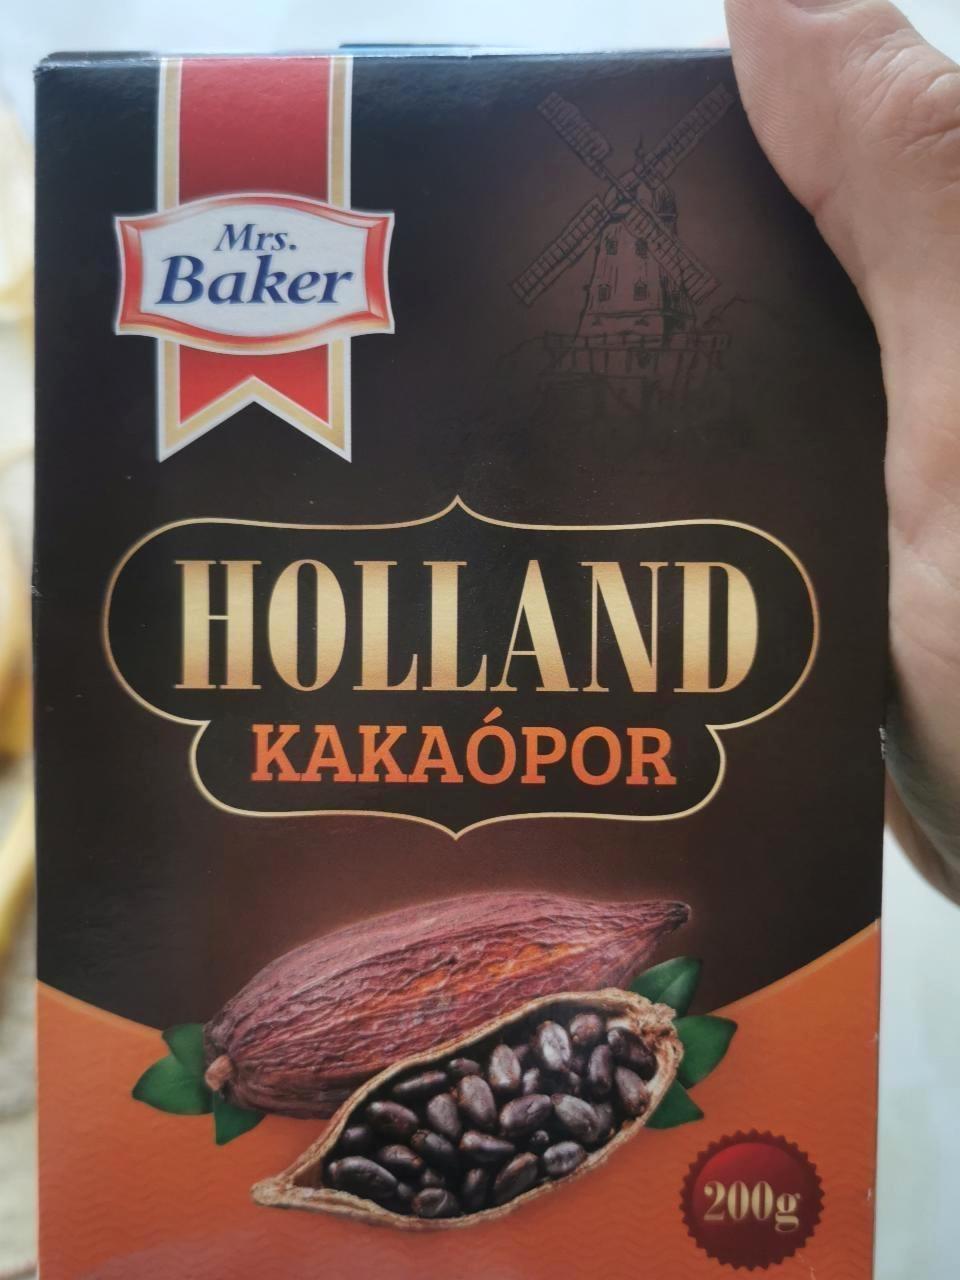 Mrs.
Baker
HOLLAND
KAKAÓPOR
200g